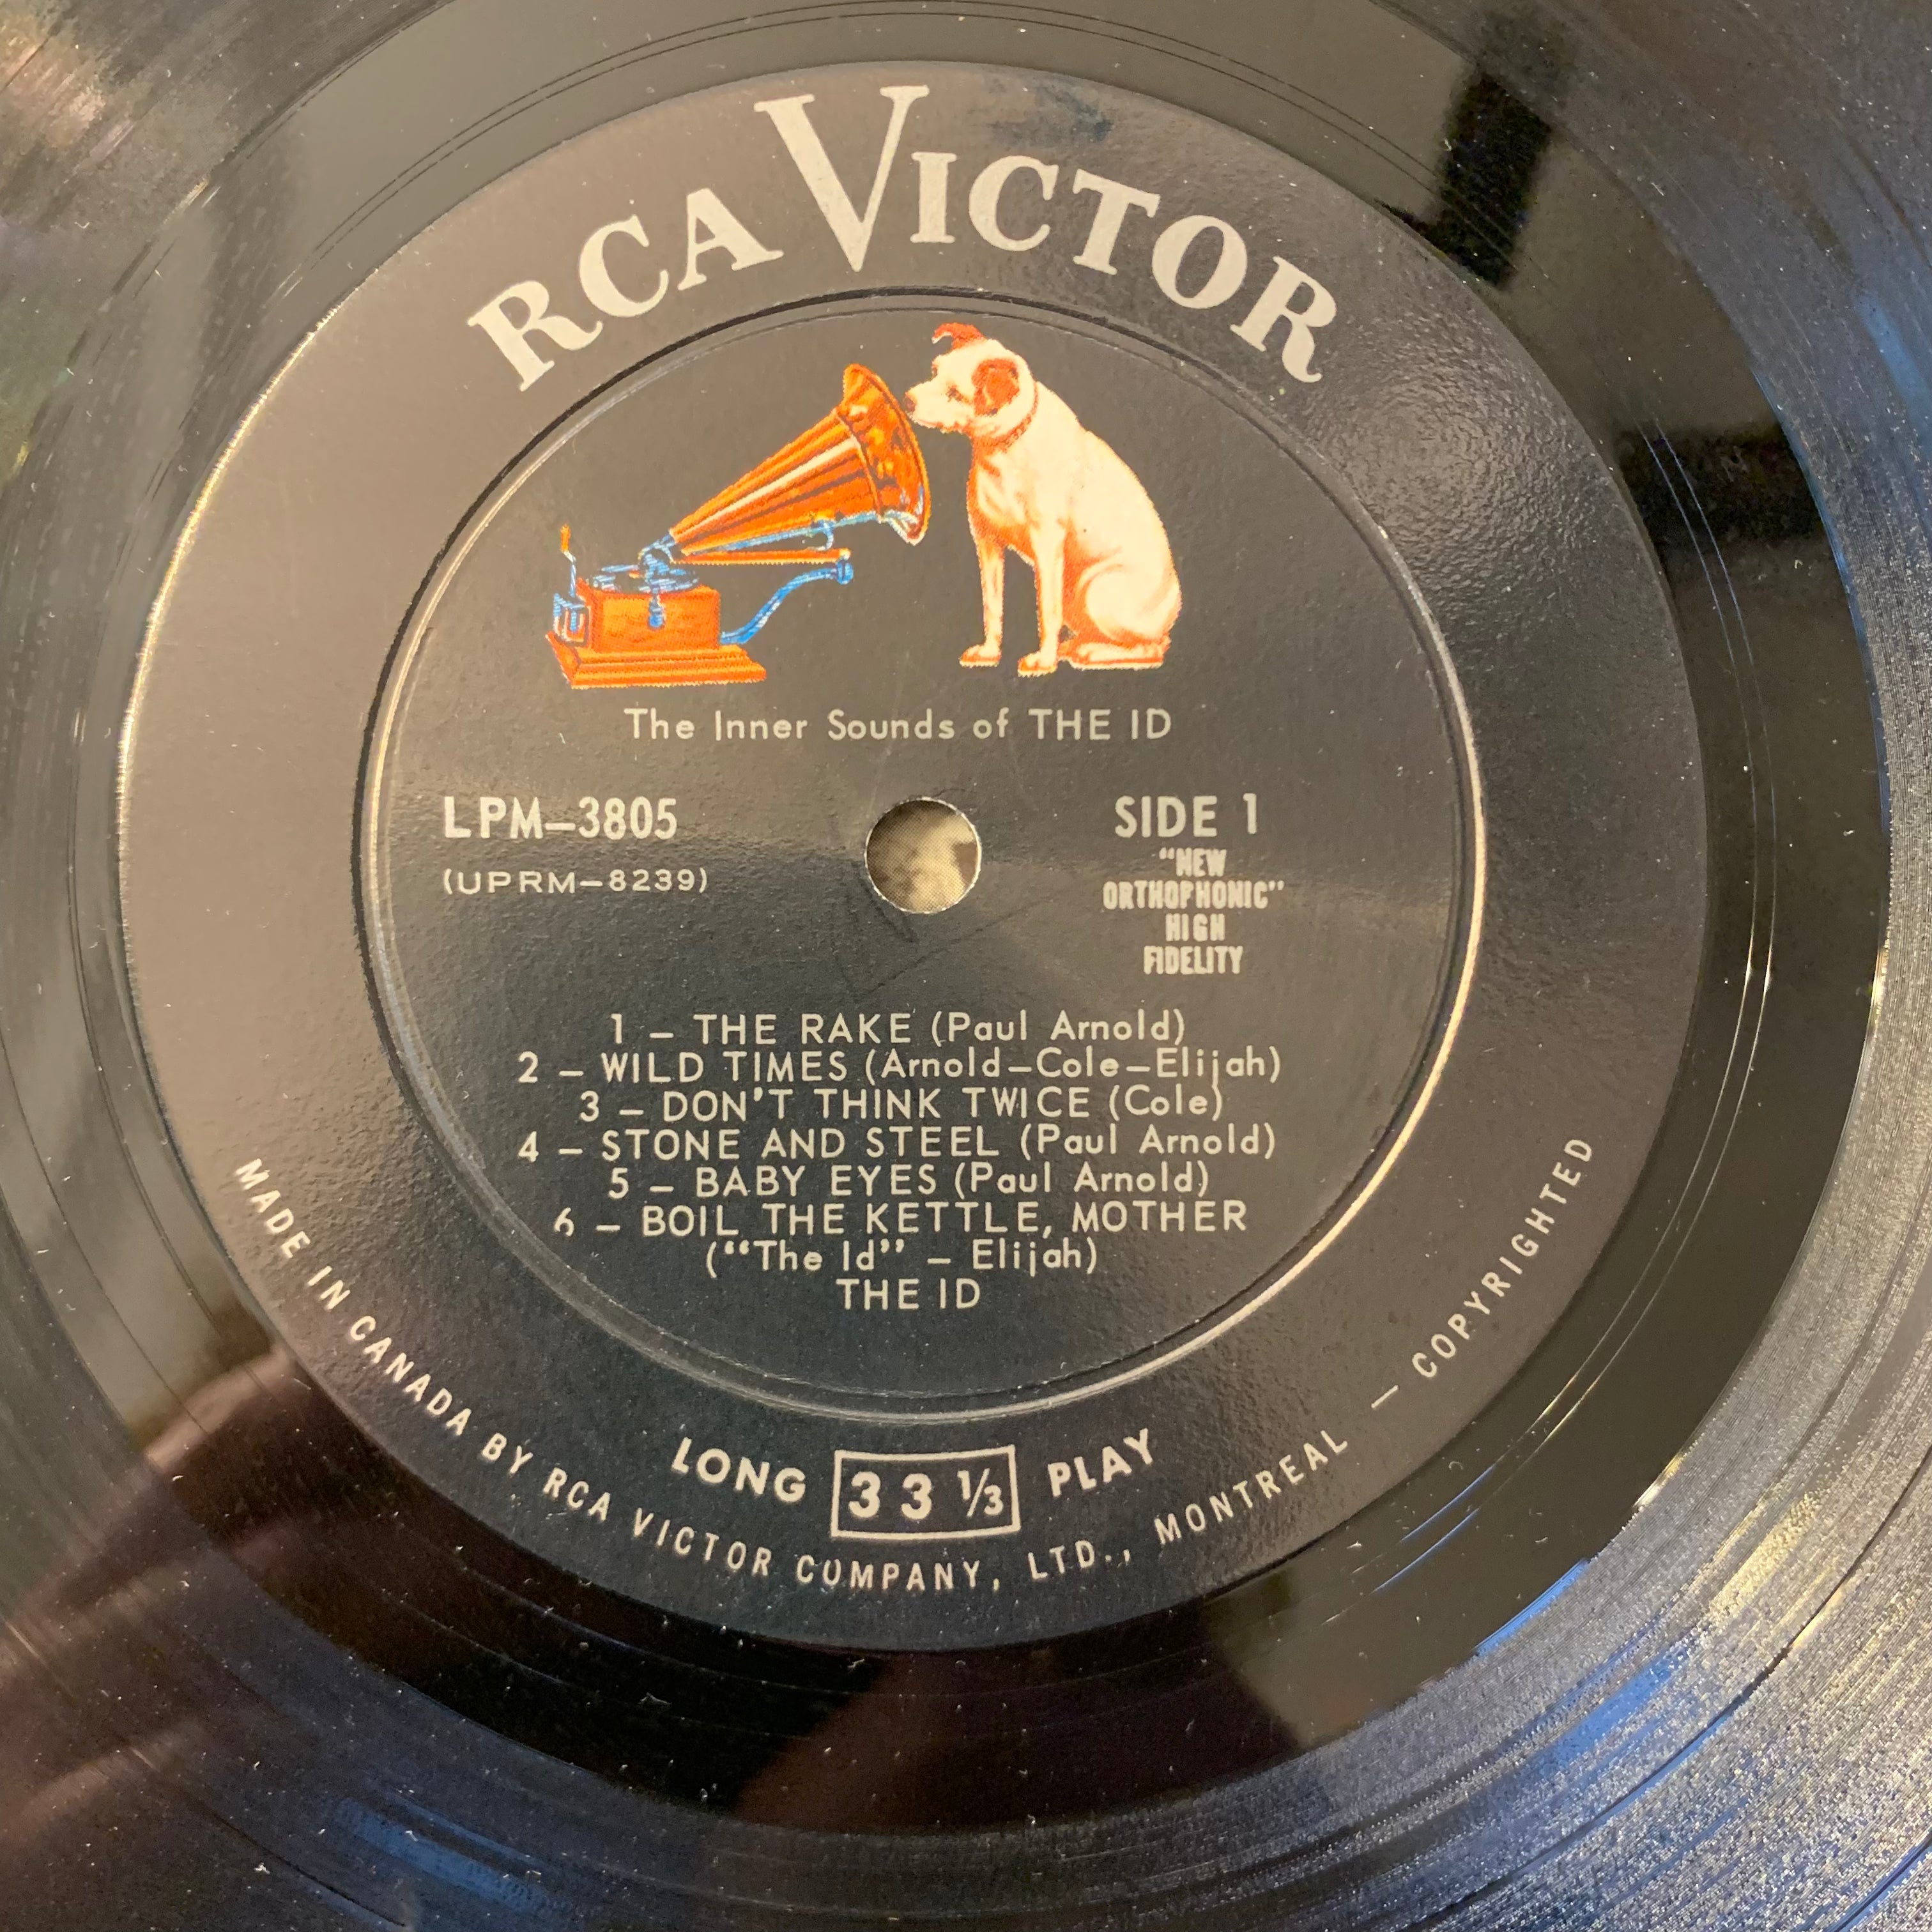 RCA VICTOR
The Inner Sounds of THE ID
LPM-3805
(UPRM-8239)
SIDE 1
"NEW
ORTHOPHONIC"
HIGH
FIDELITY
1 – THE RAKE (Paul Arnold)
2 – WILD TIMES (Arnold–Cole–Elijah)
3 – DON'T THINK TWICE (Cole)
4 – STONE AND STEEL (Paul Arnold)
5 – BABY EYES (Paul Arnold)
6 – BOIL THE KETTLE, MOTHER
("The Id" – Elijah)
THE ID
LONG 33 1/3 PLAY
MADE IN CANADA BY RCA VICTOR COMPANY, LTD., MONTREAL — COPYRIGHTED